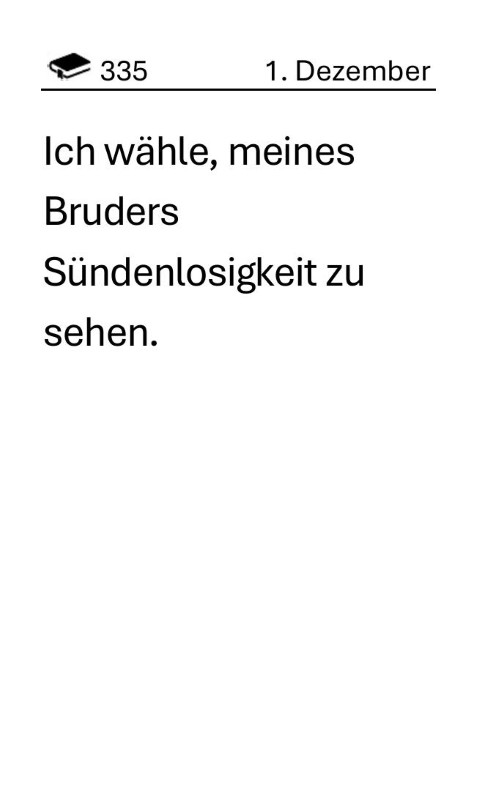 335 1. Dezember
Ich wähle, meines
Bruders
Sündenlosigkeit zu
sehen.